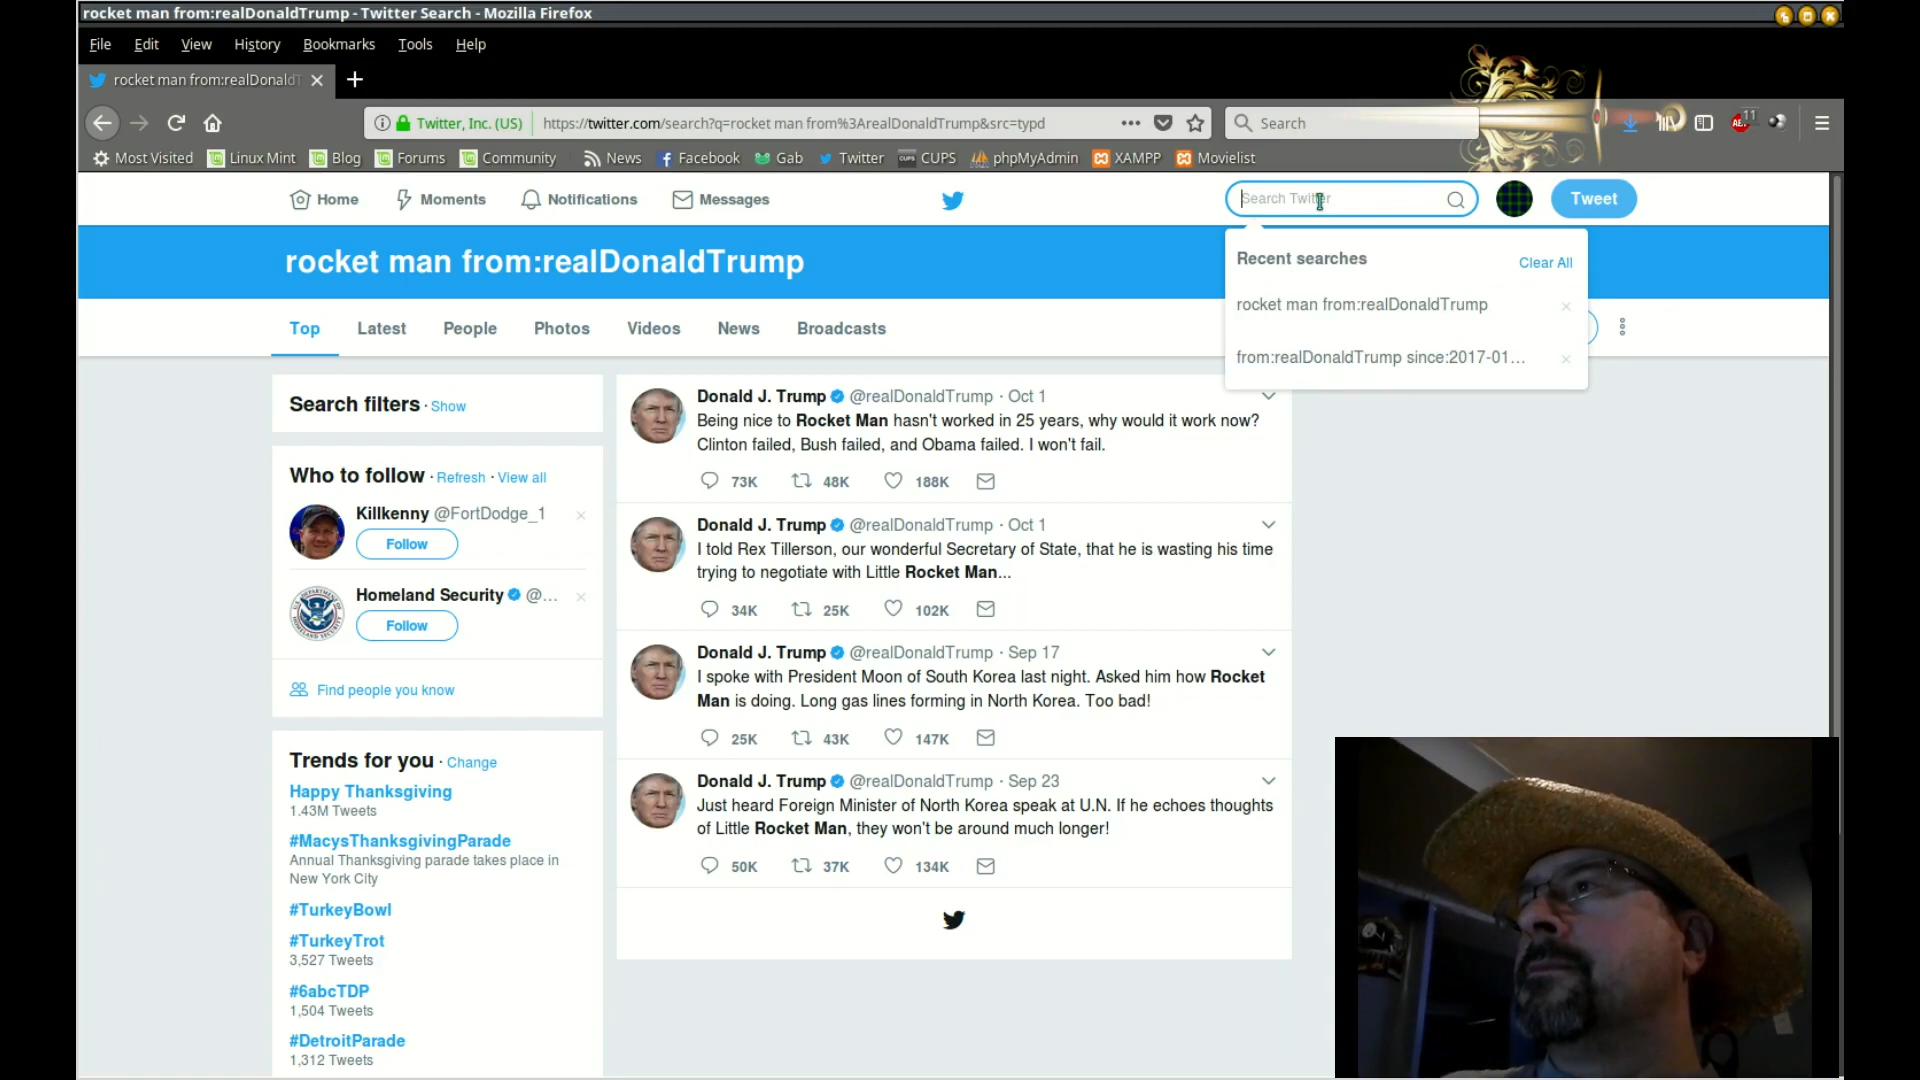 rocket man from:realDonaldTrump - Twitter Search - Mozilla Firefox
File Edit View History Bookmarks Tools Help
rocket man from:realDonaldT
Twitter, Inc. (US) https://twitter.com/search?q=rocket man from%3ArealDonaldTrump&src=typd Search 11
Most Visited Linux Mint Blog Forums Community News Facebook Gab Twitter CUPS phpMyAdmin XAMPP Movielist
Home Moments Notifications Messages Search Twitter Tweet
rocket man from:realDonaldTrump
Recent searches Clear All
rocket man from:realDonaldTrump
from:realDonaldTrump since:2017-01...
Top Latest People Photos Videos News Broadcasts
Search filters · Show
Who to follow · Refresh · View all
Killkenny @FortDodge_1
Follow
Homeland Security @...
Follow
Find people you know
Trends for you · Change
Happy Thanksgiving
1.43M Tweets
#MacysThanksgivingParade
Annual Thanksgiving parade takes place in
New York City
#TurkeyBowl
#TurkeyTrot
3,527 Tweets
#6abcTDP
1,504 Tweets
#DetroitParade
1,312 Tweets
Donald J. Trump @realDonaldTrump · Oct 1
Being nice to Rocket Man hasn't worked in 25 years, why would it work now?
Clinton failed, Bush failed, and Obama failed. I won't fail.
73K 48K 188K
Donald J. Trump @realDonaldTrump · Oct 1
I told Rex Tillerson, our wonderful Secretary of State, that he is wasting his time
trying to negotiate with Little Rocket Man...
34K 25K 102K
Donald J. Trump @realDonaldTrump · Sep 17
I spoke with President Moon of South Korea last night. Asked him how Rocket
Man is doing. Long gas lines forming in North Korea. Too bad!
25K 43K 147K
Donald J. Trump @realDonaldTrump · Sep 23
Just heard Foreign Minister of North Korea speak at U.N. If he echoes thoughts
of Little Rocket Man, they won't be around much longer!
50K 37K 134K